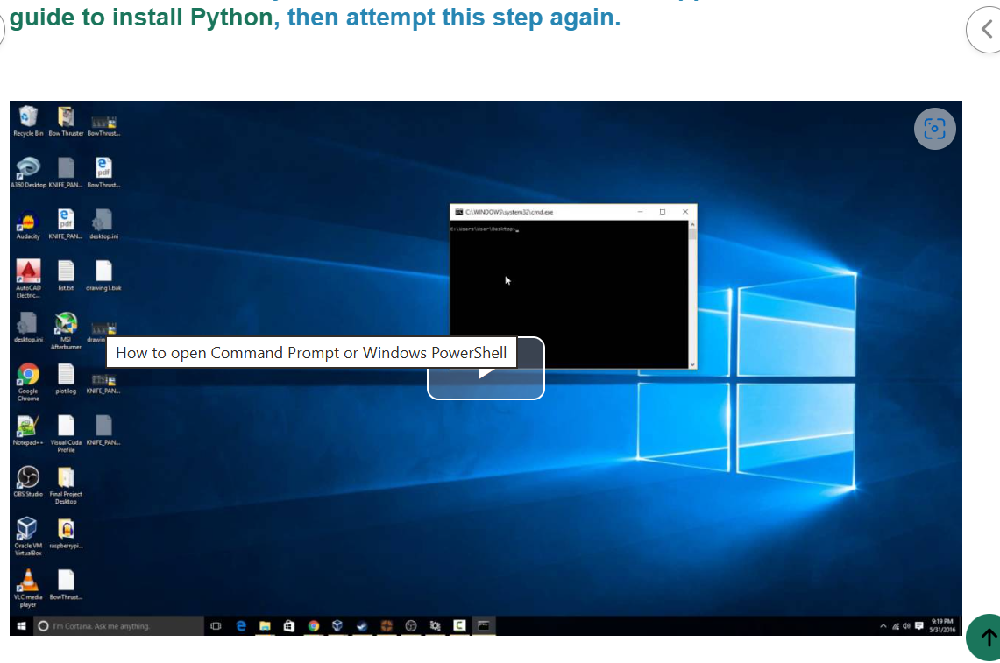 guide to install Python, then attempt this step again.
Recycle Bin
Bow Thruster
BowThrust...
A360 Desktop
KNIFE_PAN...
BowThrust...
Audacity
KNIFE_PAN...
desktop.ini
AutoCAD
Electric...
list.txt
drawing1.bak
desktop.ini
MSI
Afterburner
drawin
Google
Chrome
plot.log
KNIFE_PAN...
Notepad++
Visual Cuda
Profile
KNIFE_PAN...
OBS Studio
Final Project
Desktop
Oracle VM
VirtualBox
raspberrypi...
VLC media
player
BowThrust...
pdf
pdf
C:\WINDOWS\system32\cmd.exe
C:\Users\user\Desktop>_
How to open Command Prompt or Windows PowerShell
I'm Cortana. Ask me anything.
9:19 PM
5/31/2016